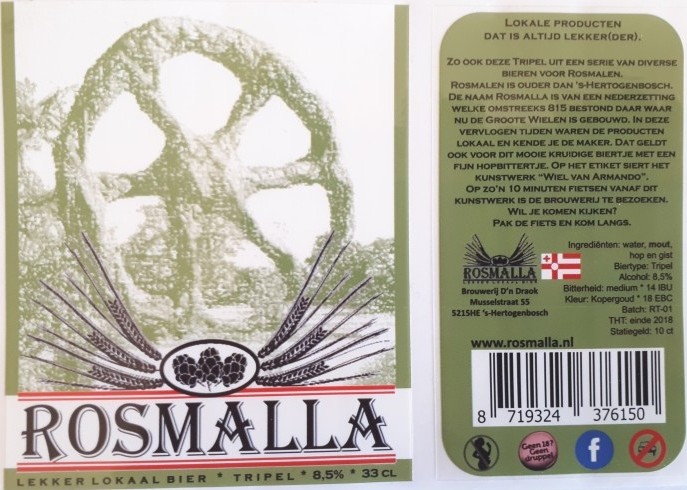 ROSMALLA
LEKKER LOKAAL BIER * TRIPEL * 8,5% * 33 CL
LOKALE PRODUCTEN
DAT IS ALTIJD LEKKER(DER).
ZO OOK DEZE TRIPEL UIT EEN SERIE VAN DIVERSE
BIEREN VOOR ROSMALEN.
ROSMALEN IS OUDER DAN 'S-HERTOGENBOSCH.
DE NAAM ROSMALLA IS VAN EEN NEDERZETTING
WELKE OMSTREEKS 815 BESTOND DAAR WAAR
NU DE GROOTE WIELEN IS GEBOUWD. IN DEZE
VERVLOGEN TIJDEN WAREN DE PRODUCTEN
LOKAAL EN KENDE JE DE MAKER. DAT GELDT
OOK VOOR DIT MOOIE KRUIDIGE BIERTJE MET EEN
FIJN HOPBITTERTJE. OP HET ETIKET SIERT HET
KUNSTWERK "WIEL VAN ARMANDO".
OP ZO'N 10 MINUTEN FIETSEN VANAF DIT
KUNSTWERK IS DE BROUWERIJ TE BEZOEKEN.
WIL JE KOMEN KIJKEN?
PAK DE FIETS EN KOM LANGS.
Ingrediënten: water, mout,
hop en gist
Biertype: Tripel
Alcohol: 8,5%
Bitterheid: medium * 14 IBU
Kleur: Kopergoud * 18 EBC
Batch: RT-01
THT: einde 2018
Statiegeld: 10 ct
ROSMALLA
LEKKER LOKAAL BIER
Brouwerij D'n Draok
Musselstraat 55
5215HE 's-Hertogenbosch
www.rosmalla.nl
8 719324 376150
Geen 18?
Geen
druppel
f